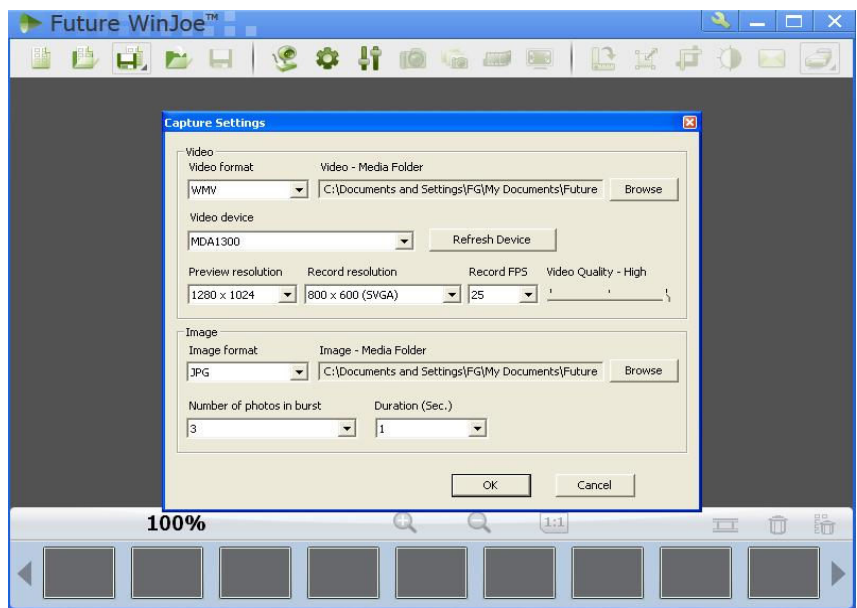 Future WinJoe™
Capture Settings
Video
Video format Video - Media Folder
WMV C:\Documents and Settings\FG\My Documents\Future Browse
Video device
MDA1300 Refresh Device
Preview resolution Record resolution Record FPS Video Quality - High
1280 x 1024 800 x 600 (SVGA) 25
Image
Image format Image - Media Folder
JPG C:\Documents and Settings\FG\My Documents\Future Browse
Number of photos in burst Duration (Sec.)
3 1
OK Cancel
100% 1:1